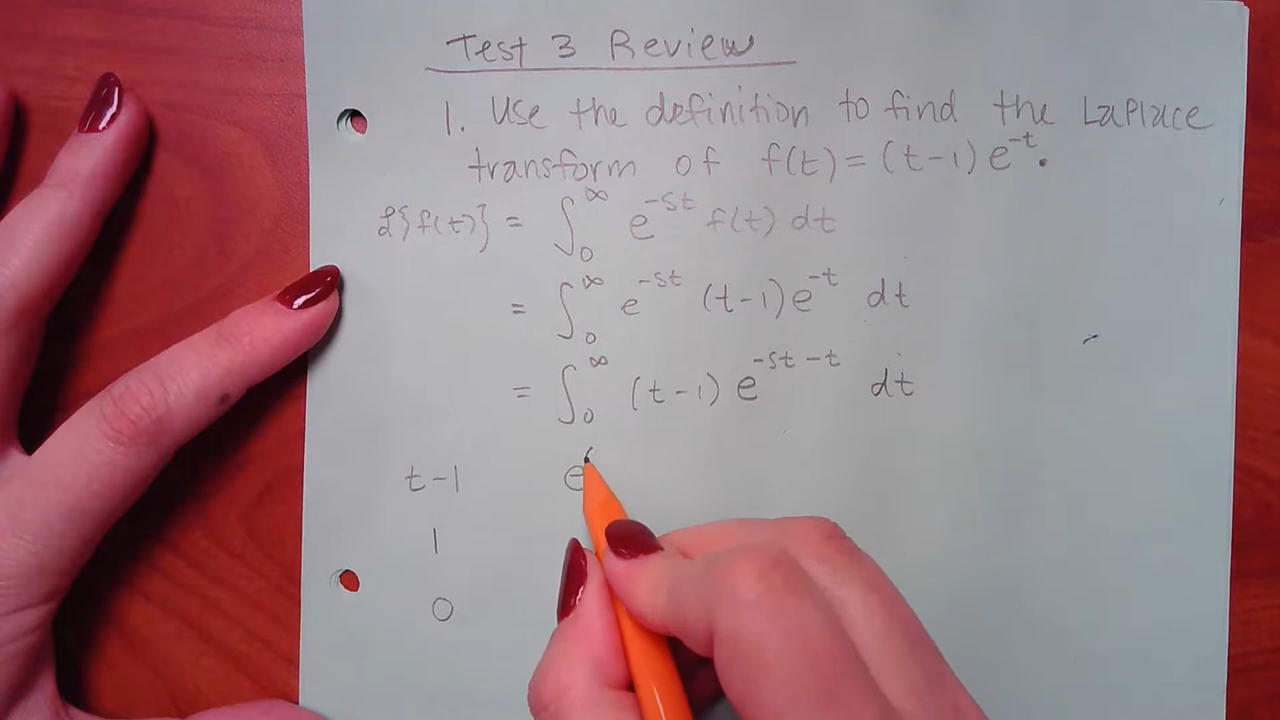 Test 3 Review
1. Use the definition to find the Laplace
transform of f(t) = (t-1) e^{-t}.
ℒ{f(t)} = ∫_0^∞ e^{-st} f(t) dt
= ∫_0^∞ e^{-st} (t-1) e^{-t} dt
= ∫_0^∞ (t-1) e^{-st-t} dt
t-1 e^(
1
0